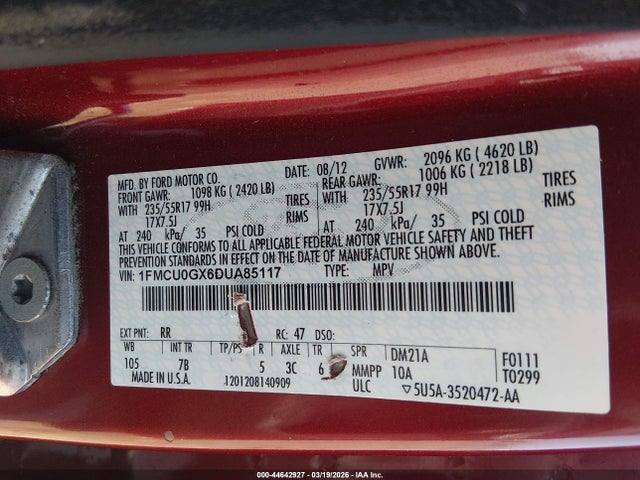 MFD. BY FORD MOTOR CO. DATE: 08/12 GVWR: 2096 KG ( 4620 LB)
FRONT GAWR: 1098 KG ( 2420 LB) REAR GAWR: 1006 KG ( 2218 LB)
WITH 235/55R17 99H TIRES WITH 235/55R17 99H TIRES
17X7.5J RIMS 17X7.5J RIMS
AT 240 kPa/ 35 PSI COLD AT 240 kPa/ 35 PSI COLD
THIS VEHICLE CONFORMS TO ALL APPLICABLE FEDERAL MOTOR VEHICLE SAFETY AND THEFT
PREVENTION STANDARDS IN EFFECT ON THE DATE OF MANUFACTURE SHOWN ABOVE.
VIN: 1FMCU0GX6DUA85117 TYPE: MPV
EXT PNT: RR RC: 47 DSO:
WB INT TR TP/PS R AXLE TR SPR DM21A F0111
105 7B 5 3C 6 MMPP 10A T0299
MADE IN U.S.A. 1201208140909 ULC ▽5U5A-3520472-AA
000-44642927 | 03/19/2026 | IAA Inc.